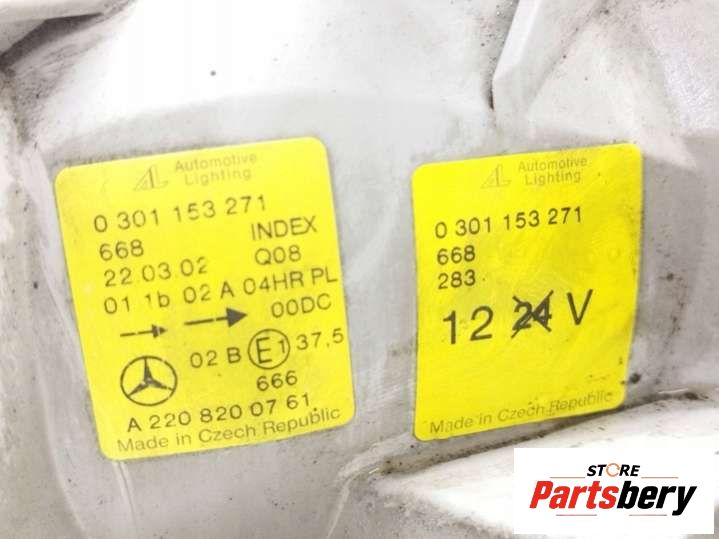 AL Automotive Lighting
0 301 153 271
668 INDEX
22.03.02 Q08
01 1b 02 A 04HR PL
00DC
02 B E1 37,5
666
A 220 820 07 61
Made in Czech Republic
AL Automotive Lighting
0 301 153 271
668
283
12 24 V
Made in Czech Republic
STORE
Partsbery